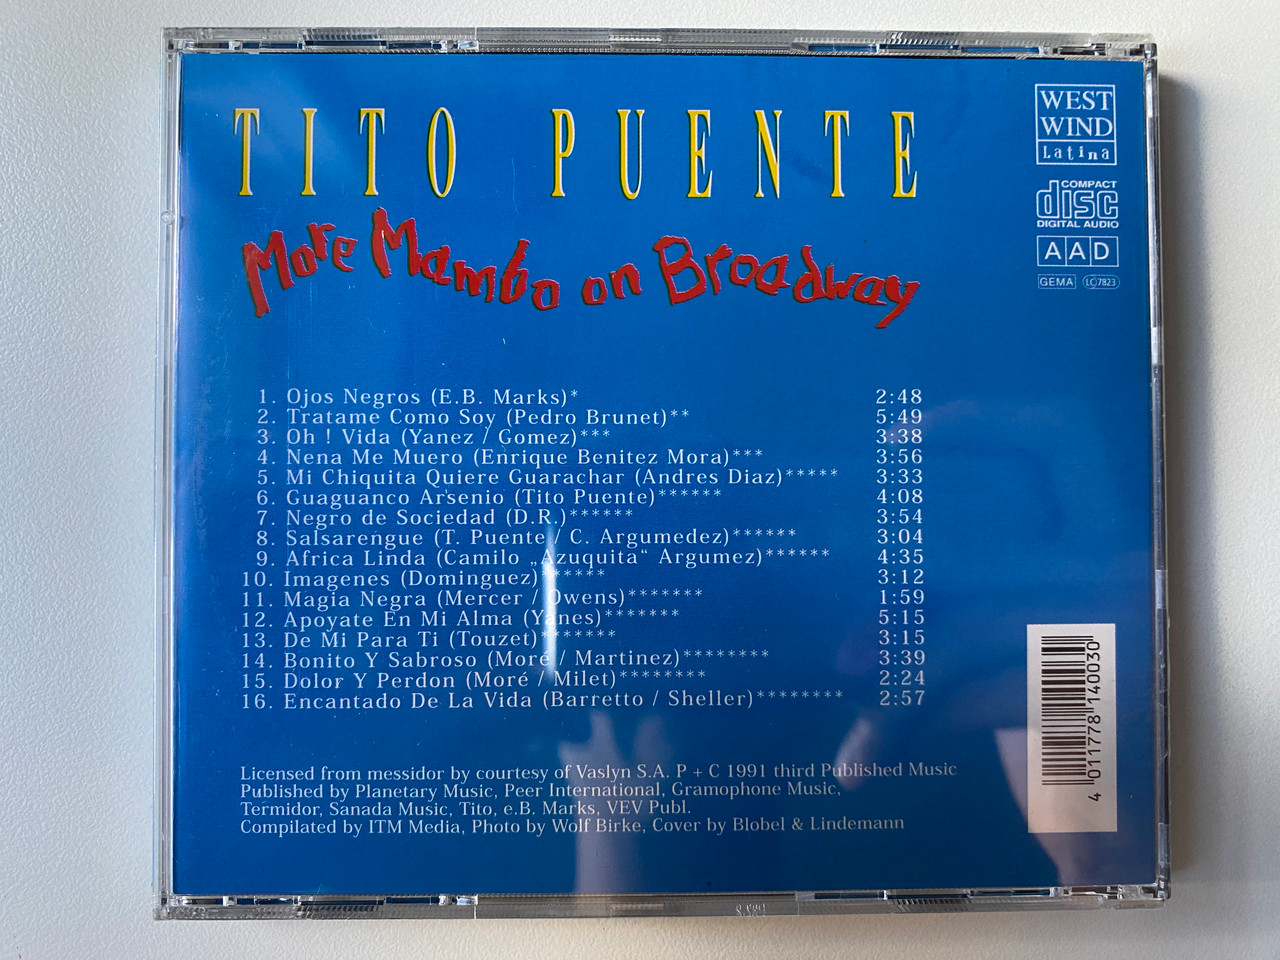 TITO PUENTE
More Mambo on Broadway
WEST
WIND
Latina
COMPACT
disc
DIGITAL AUDIO
AAD
GEMA LC 7823
1. Ojos Negros (E.B. Marks)* 2:48
2. Tratame Como Soy (Pedro Brunet)** 5:49
3. Oh ! Vida (Yanez / Gomez)*** 3:38
4. Nena Me Muero (Enrique Benitez Mora)*** 3:56
5. Mi Chiquita Quiere Guarachar (Andres Diaz)***** 3:33
6. Guaguanco Arsenio (Tito Puente)****** 4:08
7. Negro de Sociedad (D.R.)****** 3:54
8. Salsarengue (T. Puente / C. Argumedez)****** 3:04
9. Africa Linda (Camilo „Azuquita“ Argumez)****** 4:35
10. Imagenes (Dominguez)****** 3:12
11. Magia Negra (Mercer / Owens)******* 1:59
12. Apoyate En Mi Alma (Yanes)******* 5:15
13. De Mi Para Ti (Touzet)******* 3:15
14. Bonito Y Sabroso (Moré / Martinez)******** 3:39
15. Dolor Y Perdon (Moré / Milet)******** 2:24
16. Encantado De La Vida (Barretto / Sheller)******** 2:57
Licensed from messidor by courtesy of Vaslyn S.A. P + C 1991 third Published Music
Published by Planetary Music, Peer International, Gramophone Music,
Termidor, Sanada Music, Tito, e.B. Marks, VEV Publ.
Compilated by ITM Media, Photo by Wolf Birke, Cover by Blobel & Lindemann
4 011778 140030